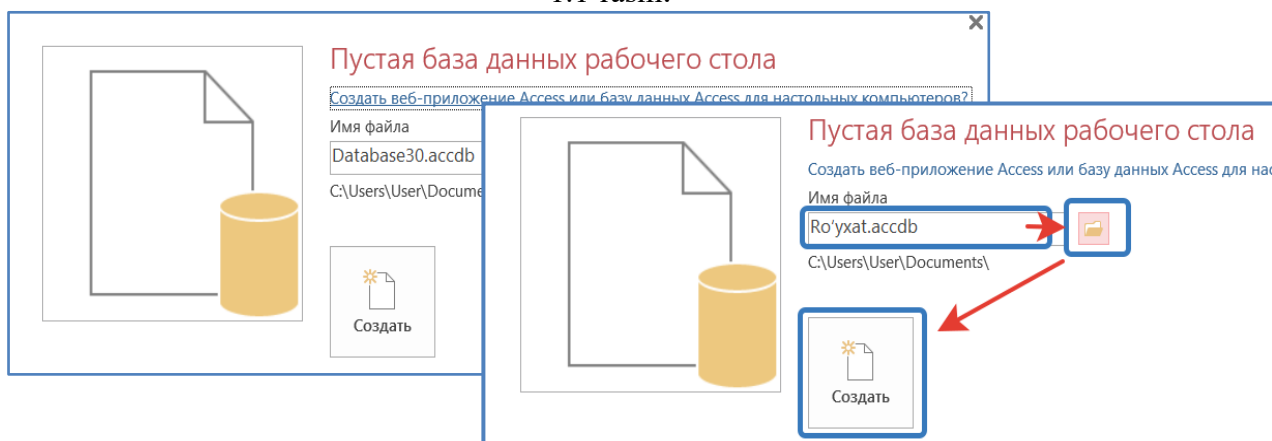 Пустая база данных рабочего стола
Создать веб-приложение Access или базу данных Access для настольных компьютеров?
Имя файла
Database30.accdb
C:\Users\User\Docume
Создать
Пустая база данных рабочего стола
Создать веб-приложение Access или базу данных Access для нас
Имя файла
Ro‘yxat.accdb
C:\Users\User\Documents\
Создать